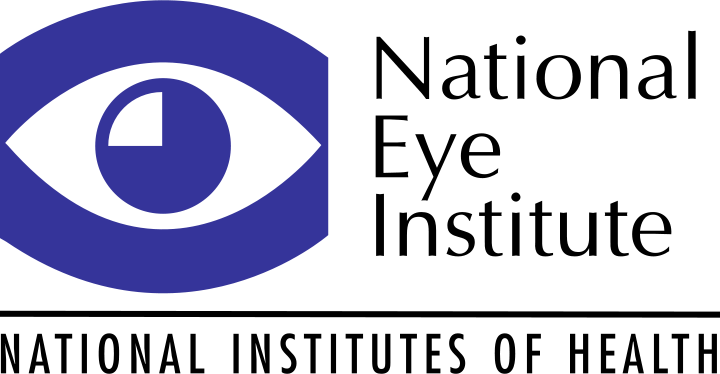 National
Eye
Institute
NATIONAL INSTITUTES OF HEALTH